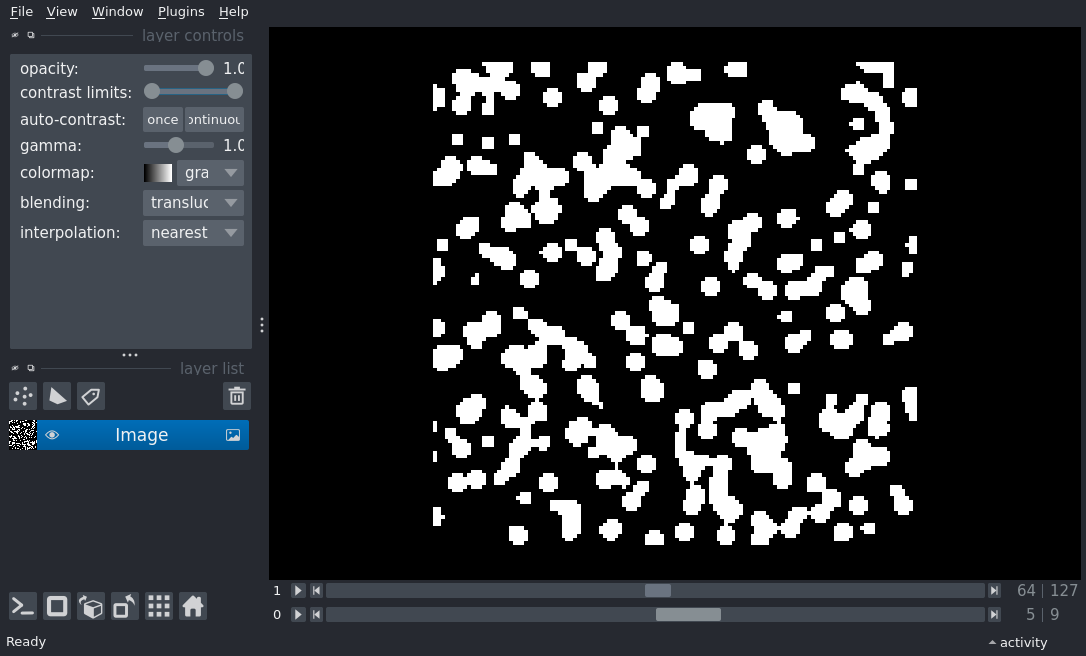 File View Window Plugins Help
layer controls
opacity: 1.0
contrast limits:
auto-contrast: once ontinuou
gamma: 1.0
colormap: gra
blending: transluc
interpolation: nearest
layer list
Image
1 64 | 127
0 5 | 9
Ready activity